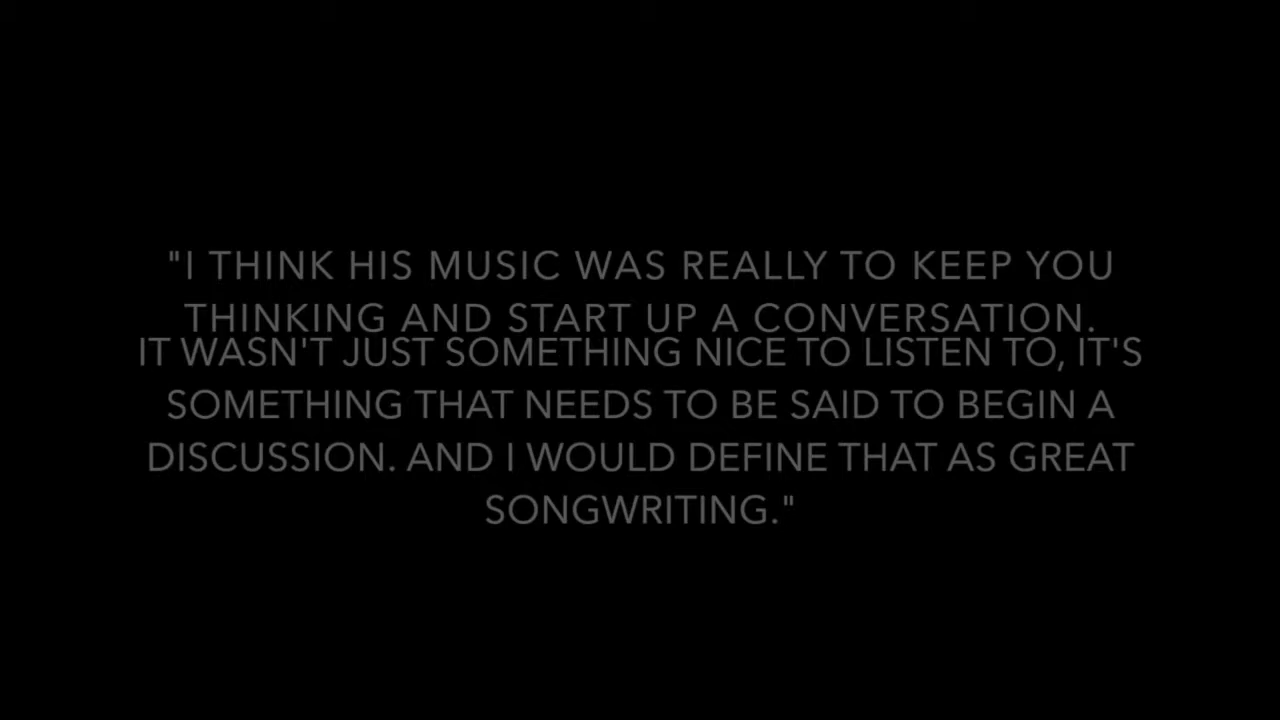 "I THINK HIS MUSIC WAS REALLY TO KEEP YOU
THINKING AND START UP A CONVERSATION.
IT WASN'T JUST SOMETHING NICE TO LISTEN TO, IT'S
SOMETHING THAT NEEDS TO BE SAID TO BEGIN A
DISCUSSION. AND I WOULD DEFINE THAT AS GREAT
SONGWRITING."